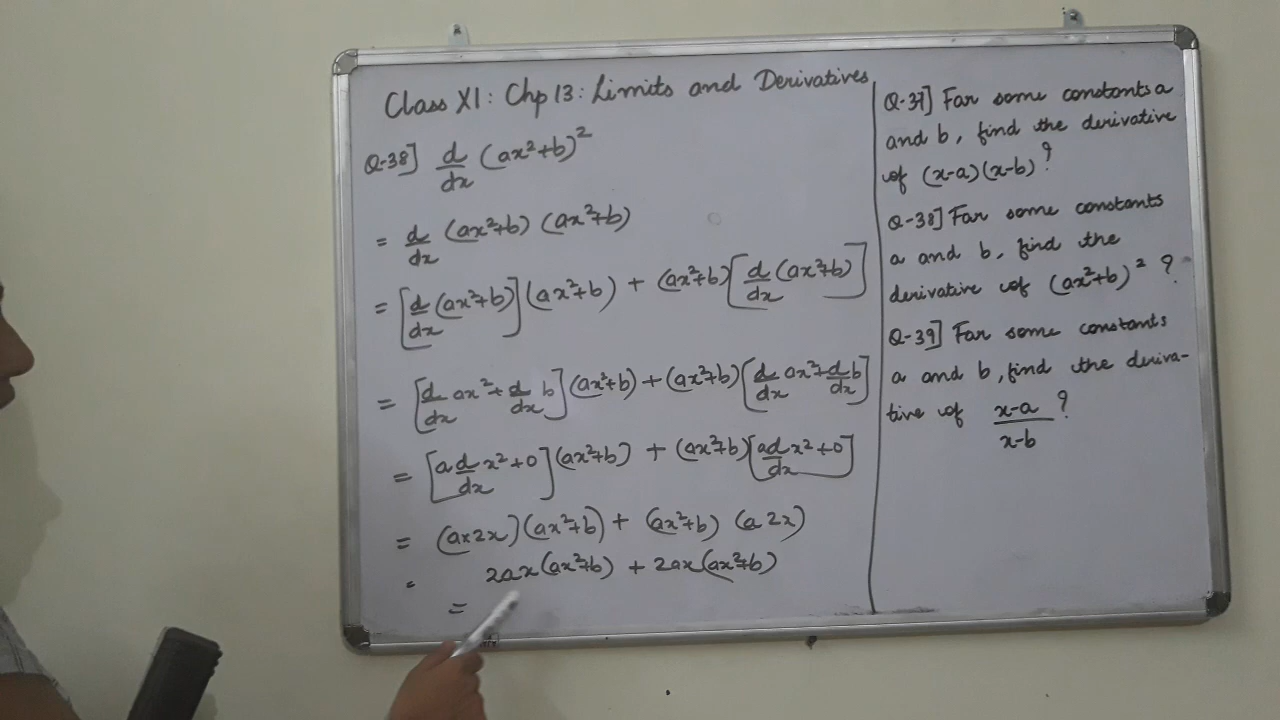 Class XI: Chp 13: Limits and Derivatives
Q-38] d/dx (ax²+b)²
= d/dx (ax²+b) (ax²+b)
= [d/dx (ax²+b)] (ax²+b) + (ax²+b) [d/dx (ax²+b)]
= [d/dx ax² + d/dx b] (ax²+b) + (ax²+b) [d/dx ax² + d/dx b]
= [a d/dx x² + 0] (ax²+b) + (ax²+b) [a d/dx x² + 0]
= (a×2x) (ax²+b) + (ax²+b) (a 2x)
= 2ax (ax²+b) + 2ax (ax²+b)
=
Q-37] Far some constants a
and b, find the derivative
of (x-a) (x-b) ?
Q-38] Far some constants
a and b, find the
derivative of (ax²+b)² ?
Q-39] Far some constants
a and b, find the deriva-
tive of x-a/x-b ?